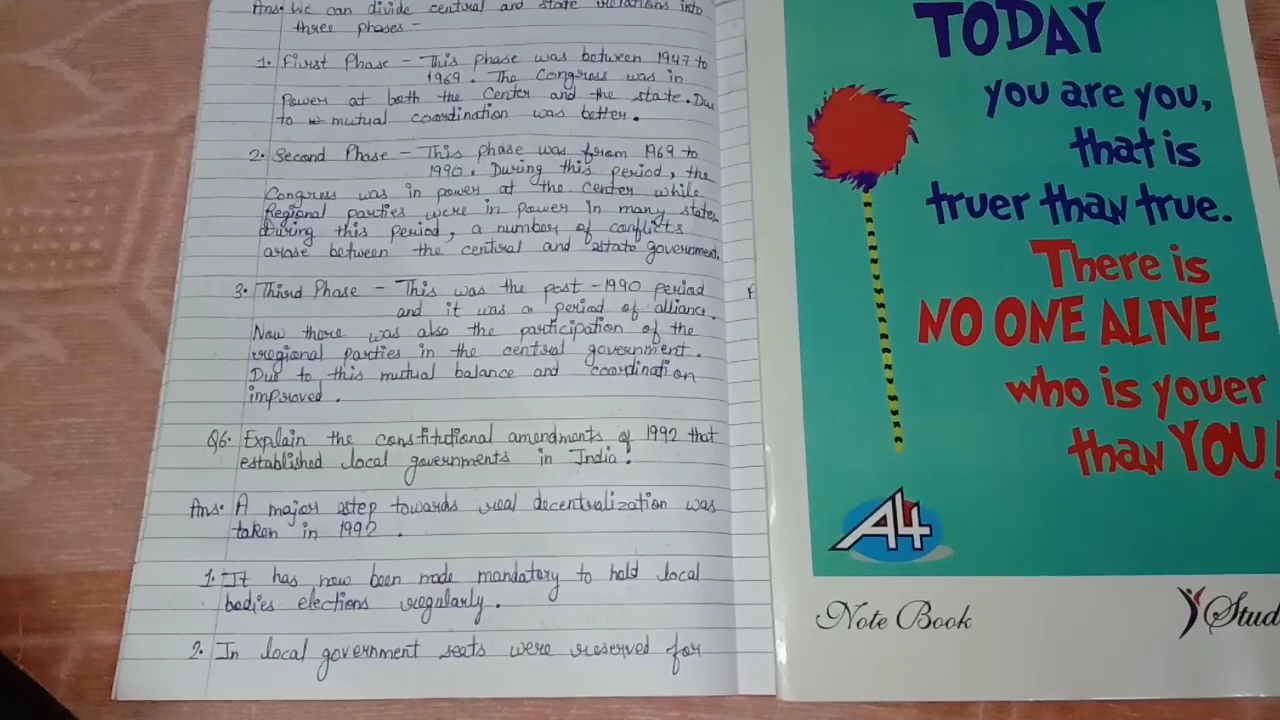 Ans. We can divide central and state relations into
three phases -
1. First Phase - This phase was between 1947 to
1969. The Congress was in
Power at both the Center and the state. Due
to mutual coordination was better.
2. Second Phase - This phase was from 1969 to
1990. During this period, the
Congress was in power at the center while
Regional parties were in power in many states.
During this period, a number of conflicts
arose between the central and state government.
3. Third Phase - This was the post-1990 period
and it was a period of alliance.
Now there was also the participation of the
regional parties in the central government.
Due to this mutual balance and coordination
improved.
Q6. Explain the constitutional amendments of 1992 that
established local governments in India.
Ans. A major step towards real decentralization was
taken in 1992.
1. It has now been made mandatory to hold local
bodies elections regularly.
2. In local government seats were reserved for
TODAY
you are you,
that is
truer than true.
There is
NO ONE ALIVE
who is youer
than YOU!
A4
Note Book
Stud